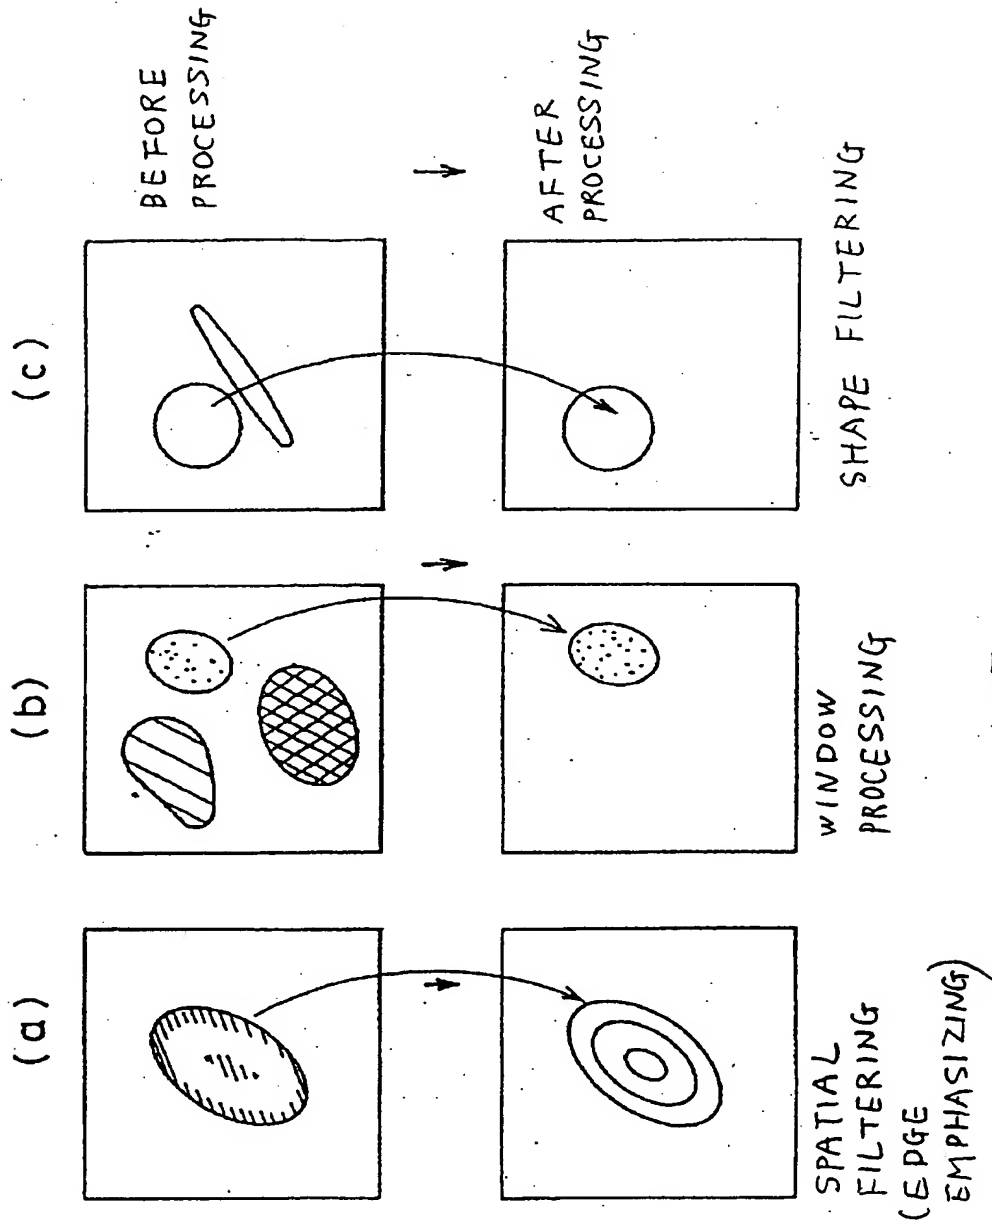 (a)
(b)
(c)
BEFORE
PROCESSING
AFTER
PROCESSING
SPATIAL
FILTERING
(EDGE
EMPHASIZING)
WINDOW
PROCESSING
SHAPE FILTERING